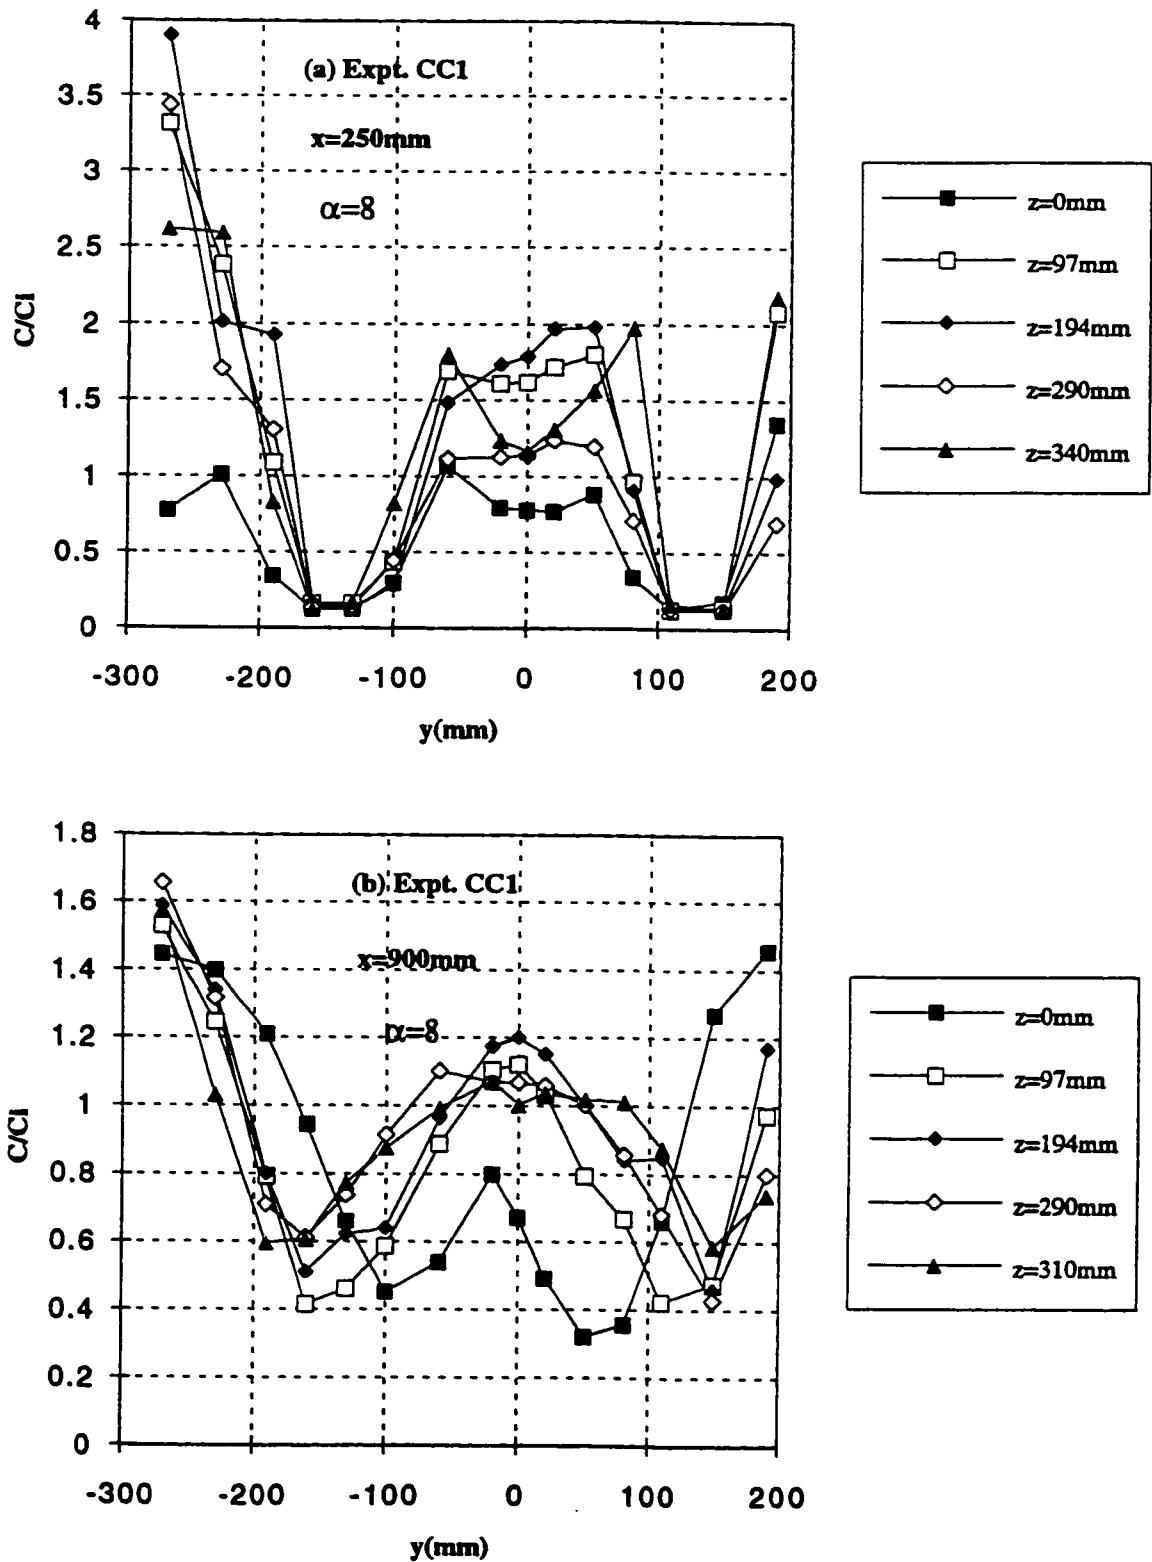 4
(a) Expt. CC1
3.5
x=250mm
3
α=8
2.5
C/Ci
2
1.5
1
0.5
0
-300 -200 -100 0 100 200
y(mm)
z=0mm
z=97mm
z=194mm
z=290mm
z=340mm
1.8
(b) Expt. CC1
1.6
x=900mm
1.4
α=8
1.2
C/Ci
1
0.8
0.6
0.4
0.2
0
-300 -200 -100 0 100 200
y(mm)
z=0mm
z=97mm
z=194mm
z=290mm
z=310mm